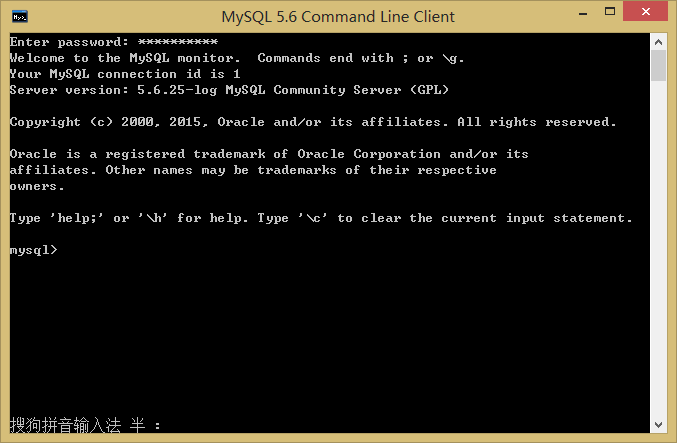 MySQL 5.6 Command Line Client
Enter password: **********
Welcome to the MySQL monitor.  Commands end with ; or \g.
Your MySQL connection id is 1
Server version: 5.6.25-log MySQL Community Server (GPL)
Copyright (c) 2000, 2015, Oracle and/or its affiliates. All rights reserved.
Oracle is a registered trademark of Oracle Corporation and/or its
affiliates. Other names may be trademarks of their respective
owners.
Type 'help;' or '\h' for help. Type '\c' to clear the current input statement.
mysql>
搜狗拼音输入法 半 :